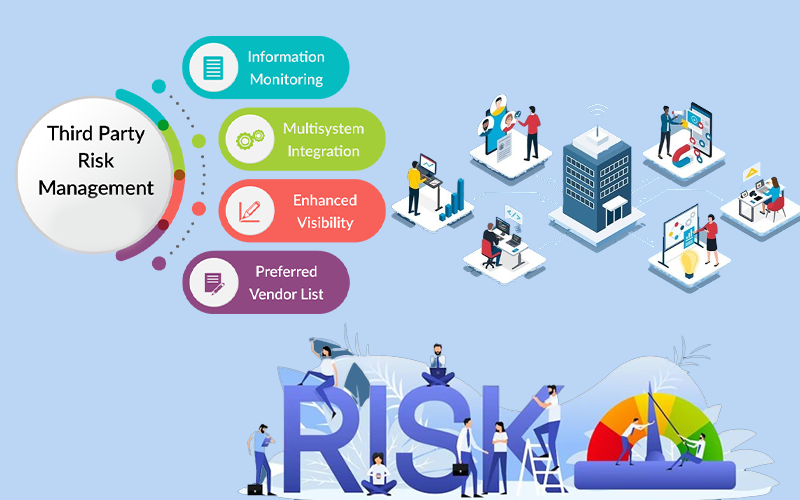 Third Party
Risk
Management
Information
Monitoring
Multisystem
Integration
Enhanced
Visibility
Preferred
Vendor List
</>
RISK